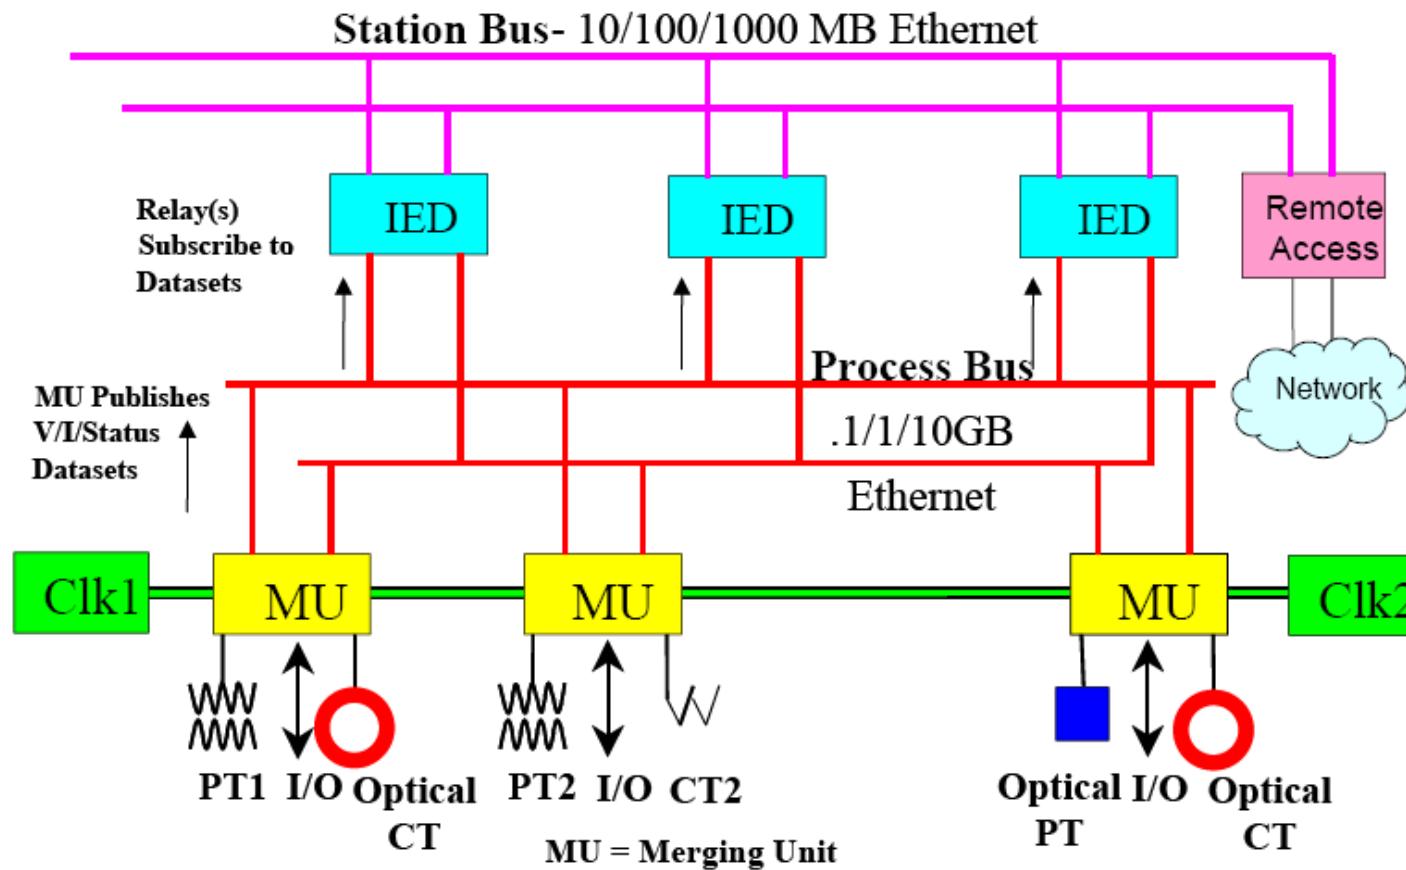 Station Bus- 10/100/1000 MB Ethernet
Relay(s)
Subscribe to
Datasets
IED
IED
IED
Remote
Access
Process Bus
.1/1/10GB
Ethernet
Network
MU Publishes
V/I/Status
Datasets
Clk1
MU
MU
MU
Clk2
PT1
I/O
Optical
CT
PT2
I/O
CT2
Optical
PT
I/O
Optical
CT
MU = Merging Unit